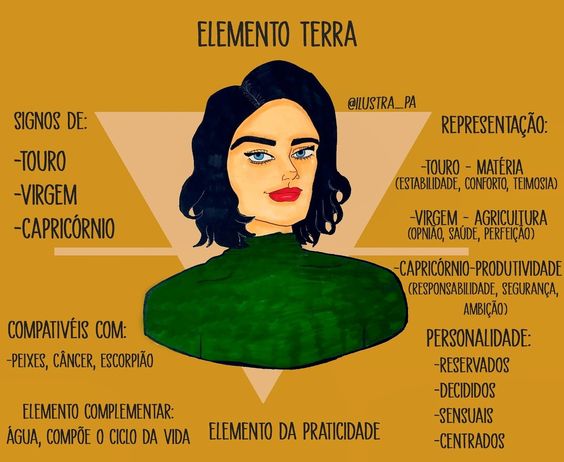 ELEMENTO TERRA
@ILUSTRA_PA
SIGNOS DE:
-TOURO
-VIRGEM
-CAPRICÓRNIO
REPRESENTAÇÃO:
-TOURO - MATÉRIA
(ESTABILIDADE, CONFORTO, TEIMOSIA)
-VIRGEM - AGRICULTURA
(OPNIÃO, SAÚDE, PERFEIÇÃO)
-CAPRICÓRNIO-PRODUTIVIDADE
(RESPONSABILIDADE, SEGURANÇA,
AMBIÇÃO)
COMPATIVÉIS COM:
-PEIXES, CÂNCER, ESCORPIÃO
PERSONALIDADE:
-RESERVADOS
-DECIDIDOS
-SENSUAIS
-CENTRADOS
ELEMENTO COMPLEMENTAR:
ÁGUA, COMPÕE O CICLO DA VIDA
ELEMENTO DA PRATICIDADE